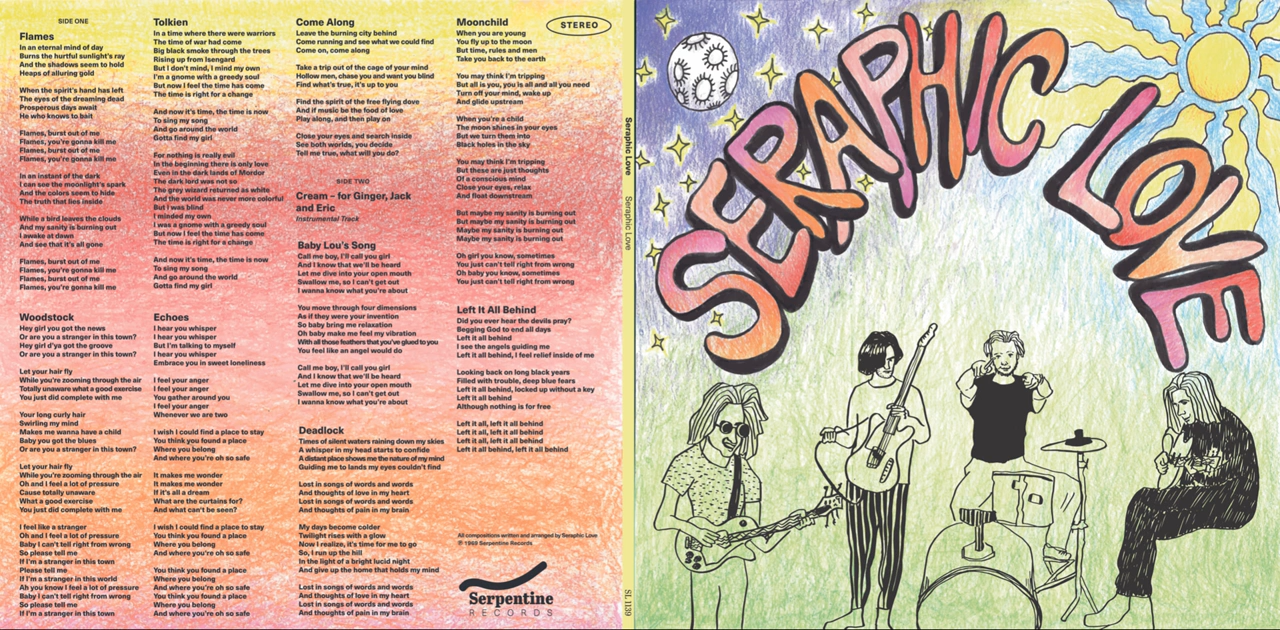 SIDE ONE
Flames
In an eternal mind of day
Burns the hurtful sunlight's ray
And the shadows seem to hold
Heaps of alluring gold
When the spirit's hand has left
The eyes of the dreaming dead
Prosperous days await
He who knows to bait
Flames, burst out of me
Flames, you're gonna kill me
Flames, burst out of me
Flames, you're gonna kill me
In an instant of the dark
I can see the moonlight's spark
And the colors seem to hide
The truth that lies inside
While a bird leaves the clouds
And my sanity is burning out
I awake at dawn
And see that it's all gone
Flames, burst out of me
Flames, you're gonna kill me
Flames, burst out of me
Flames, you're gonna kill me
Woodstock
Hey girl you got the news
Or are you a stranger in this town?
Hey girl d'ya got the groove
Or are you a stranger in this town?
Let your hair fly
While you're zooming through the air
Totally unaware what a good exercise
You just did complete with me
Your long curly hair
Swirling my mind
Makes me wanna have a child
Baby you got the blues
Or are you a stranger in this town?
Let your hair fly
While you're zooming through the air
Oh and I feel a lot of pressure
Cause totally unaware
What a good exercise
You just did complete with me
I feel like a stranger
Oh and I feel a lot of pressure
Baby I can't tell right from wrong
So please tell me
If I'm a stranger in this town
Please tell me
If I'm a stranger in this world
Ah you know I feel a lot of pressure
Baby I can't tell right from wrong
So please tell me
If I'm a stranger in this town
Tolkien
In a time where there were warriors
The time of war had come
Big black smoke through the trees
Rising up from Isengard
But I don't mind, I mind my own
I'm a gnome with a greedy soul
But now I feel the time has come
The time is right for a change
And now it's time, the time is now
To sing my song
And go around the world
Gotta find my girl
For nothing is really evil
In the beginning there is only love
Even in the dark lands of Mordor
The dark lord was not so
The grey wizard returned as white
And the world was never more colorful
But I was blind
I minded my own
I was a gnome with a greedy soul
But now I feel the time has come
The time is right for a change
And now it's time, the time is now
To sing my song
And go around the world
Gotta find my girl
Echoes
I hear you whisper
I hear you whisper
But I'm talking to myself
I hear you whisper
Embrace you in sweet loneliness
I feel your anger
I feel your anger
You gather around you
I feel your anger
Whenever we are two
I wish I could find a place to stay
You think you found a place
Where you belong
And where you're oh so safe
It makes me wonder
It makes me wonder
If it's all a dream
What are the curtains for?
And what can't be seen?
I wish I could find a place to stay
You think you found a place
Where you belong
And where you're oh so safe
You think you found a place
Where you belong
And where you're oh so safe
You think you found a place
Where you belong
And where you're oh so safe
Come Along
Leave the burning city behind
Come running and see what we could find
Come on, come along
Take a trip out of the cage of your mind
Hollow men, chase you and want you blind
Find what's true, it's up to you
Find the spirit of the free flying dove
And if music be the food of love
Play along, and then play on
Close your eyes and search inside
See both worlds, you decide
Tell me true, what will you do?
SIDE TWO
Cream – for Ginger, Jack
and Eric
Instrumental Track
Baby Lou's Song
Call me boy, I'll call you girl
And I know that we'll be heard
Let me dive into your open mouth
Swallow me, so I can't get out
I wanna know what you're about
You move through four dimensions
As if they were your invention
So baby bring me relaxation
Oh baby make me feel my vibration
With all those feathers that you've glued to you
You feel like an angel would do
Call me boy, I'll call you girl
And I know that we'll be heard
Let me dive into your open mouth
Swallow me, so I can't get out
I wanna know what you're about
Deadlock
Times of silent waters raining down my skies
A whisper in my head starts to confide
A distant place shows me the nature of my mind
Guiding me to lands my eyes couldn't find
Lost in songs of words and words
And thoughts of love in my heart
Lost in songs of words and words
And thoughts of pain in my brain
My days become colder
Twilight rises with a glow
Now I realize, it's time for me to go
So, I run up the hill
In the light of a bright lucid night
And give up the home that holds my mind
Lost in songs of words and words
And thoughts of love in my heart
Lost in songs of words and words
And thoughts of pain in my brain
Moonchild
When you are young
You fly up to the moon
But time, rules and men
Take you back to the earth
You may think I'm tripping
But all is you, you is all and all you need
Turn off your mind, wake up
And glide upstream
When you're a child
The moon shines in your eyes
But we turn them into
Black holes in the sky
You may think I'm tripping
But these are just thoughts
Of a conscious mind
Close your eyes, relax
And float downstream
But maybe my sanity is burning out
But maybe my sanity is burning out
Maybe my sanity is burning out
Maybe my sanity is burning out
Oh girl you know, sometimes
You just can't tell right from wrong
Oh baby you know, sometimes
You just can't tell right from wrong
Left It All Behind
Did you ever hear the devils pray?
Begging God to end all days
Left it all behind
I see the angels guiding me
Left it all behind, I feel relief inside of me
Looking back on long black years
Filled with trouble, deep blue fears
Left it all behind, locked up without a key
Left it all behind
Although nothing is for free
Left it all, left it all behind
Left it all, left it all behind
Left it all, left it all behind
Left it all behind, left it all behind
STEREO
All compositions written and arranged by Seraphic Love
℗ 1968 Serpentine Records
Serpentine
RECORDS
Seraphic Love
Seraphic Love
SL 1139
SERAPHIC LOVE